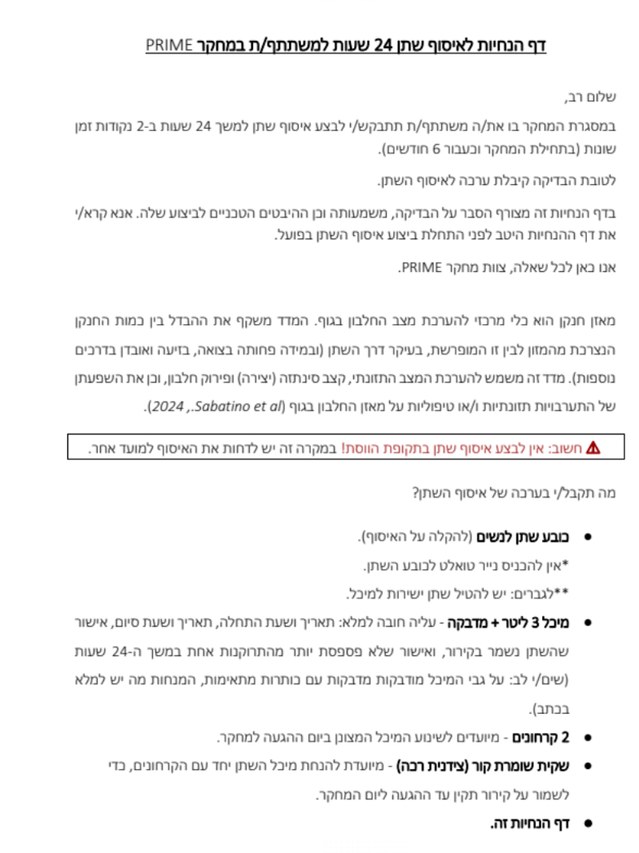 דף הנחיות לאיסוף שתן 24 שעות למשתתף/ת במחקר PRIME
שלום רב,
במסגרת המחקר בו את/ה משתתף/ת תתבקש/י לבצע איסוף שתן למשך 24 שעות ב-2 נקודות זמן
שונות (בתחילת המחקר וכעבור 6 חודשים).
לטובת הבדיקה קיבלת ערכה לאיסוף השתן.
בדף הנחיות זה מצורף הסבר על הבדיקה, משמעותה וכן ההיבטים הטכניים לביצוע שלה. אנא קרא/י
את דף ההנחיות היטב לפני התחלת ביצוע איסוף השתן בפועל.
אנו כאן לכל שאלה, צוות מחקר PRIME.
מאזן חנקן הוא כלי מרכזי להערכת מצב החלבון בגוף. המדד משקף את ההבדל בין כמות החנקן
הנצרכת מהמזון לבין זו המופרשת, בעיקר דרך השתן (ובמידה פחותה בצואה, בזיעה ואובדן בדרכים
נוספות). מדד זה משמש להערכת המצב התזונתי, קצב סינתזה (יצירה) ופירוק חלבון, וכן את השפעתן
של התערבויות תזונתיות ו/או טיפוליות על מאזן החלבון בגוף (Sabatino et al., 2024).
⚠ חשוב: אין לבצע איסוף שתן בתקופת הווסת! במקרה זה יש לדחות את האיסוף למועד אחר.
מה תקבל/י בערכה של איסוף השתן?
● כובע שתן לנשים (להקלה על האיסוף).
*אין להכניס נייר טואלט לכובע השתן.
**לגברים: יש להטיל שתן ישירות למיכל.
● מיכל 3 ליטר + מדבקה - עליה חובה למלא: תאריך ושעת התחלה, תאריך ושעת סיום, אישור
שהשתן נשמר בקירור, ואישור שלא פספסת יותר מהתרוקנות אחת במשך ה-24 שעות
(שים/י לב: על גבי המיכל מודבקות מדבקות עם כותרות מתאימות, המנחות מה יש למלא
בכתב).
● 2 קרחונים - מיועדים לשינוע המיכל המצונן ביום ההגעה למחקר.
● שקית שומרת קור (צידנית רכה) - מיועדת להנחת מיכל השתן יחד עם הקרחונים, כדי
לשמור על קירור תקין עד ההגעה ליום המחקר.
● דף הנחיות זה.